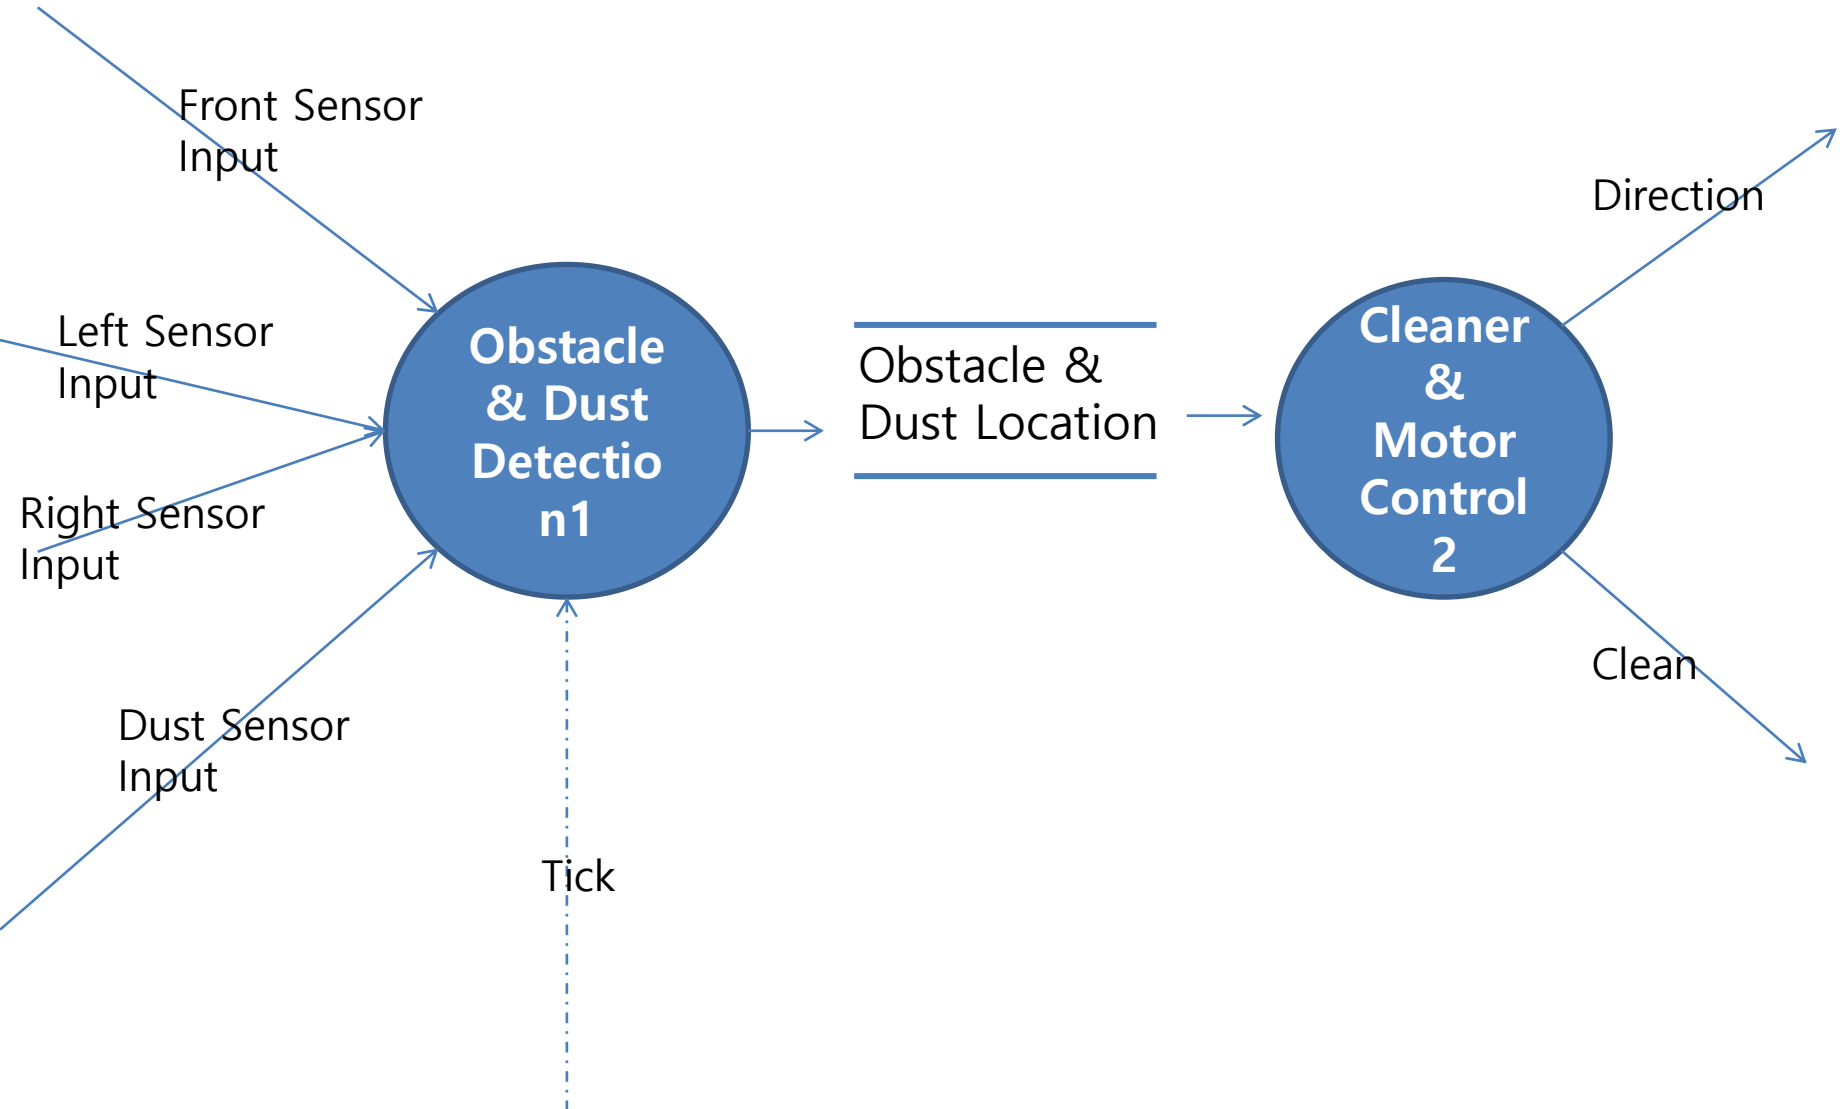 Front Sensor
Input
Left Sensor
Input
Right Sensor
Input
Dust Sensor
Input
Obstacle
& Dust
Detectio
n1
Tick
Obstacle &
Dust Location
Cleaner
&
Motor
Control
2
Direction
Clean